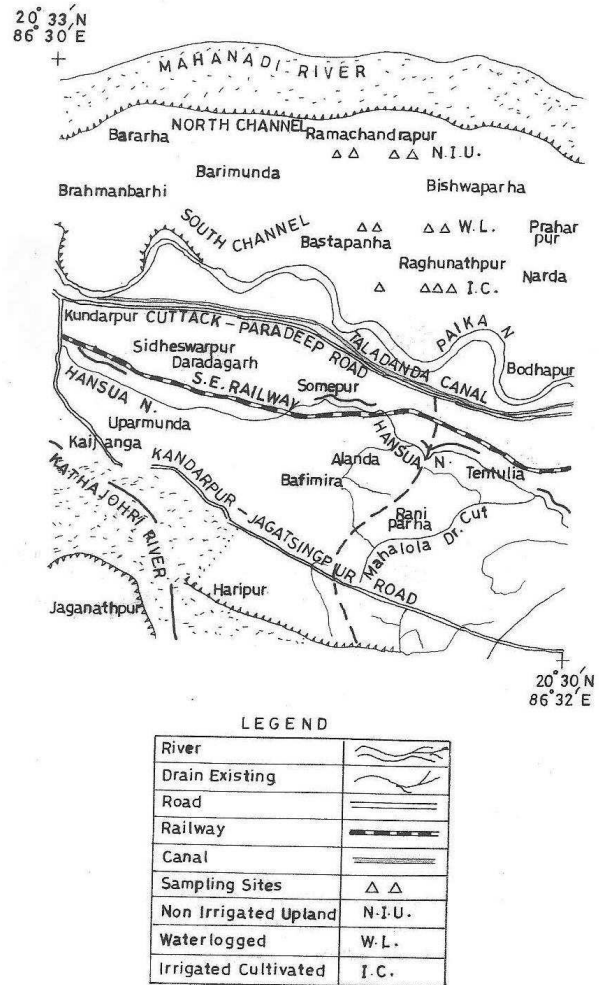 20° 33′N
86° 30′E
MAHANADI RIVER
NORTH CHANNEL
Ramachandrapur
Bararha
N.I.U.
Barimunda
Bishwaparha
Brahmanbarhi
SOUTH CHANNEL
Bastapanha
W.L.
Prahar
pur
Raghunathpur
Narda
I.C.
Kundarpur
CUTTACK-PARADEEP ROAD
TALADANDA CANAL
PAIKA N
Bodhapur
Sidheswarpur
Daradagarh
S.E. RAILWAY
Somepur
HANSUA N.
HANSUA N.
Uparmunda
Kaijanga
KANDARPUR-JAGATSINGPUR ROAD
Alanda
Tentulia
Bafimira
KATHAJOHRI RIVER
Rani
parha
Mahalola Dr. Cut
Haripur
Jaganathpur
20° 30′N
86° 32′E
LEGEND
River
Drain Existing
Road
Railway
Canal
Sampling Sites
Non Irrigated Upland N.I.U.
Waterlogged W.L.
Irrigated Cultivated I.C.